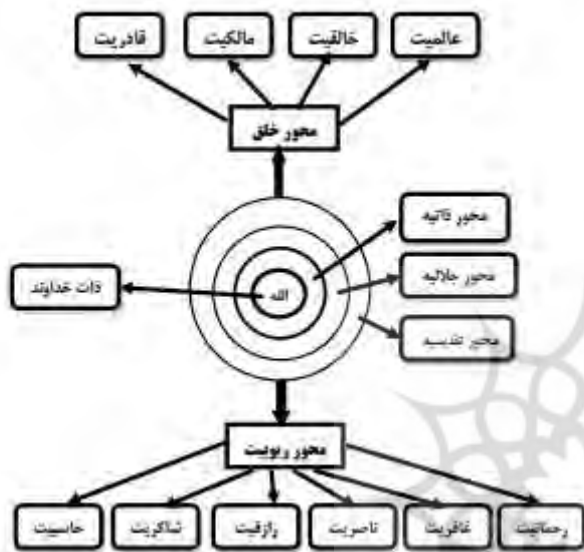 عالمیت
خالقیت
مالکیت
قادریت
محور خلق
محور ذاتیه
محور جلالیه
محور تقدسیه
الله
ذات خداوند
محور ربوبیت
رحمانیت
غافریت
ناصریت
رازقیت
شاکریت
حاسبیت